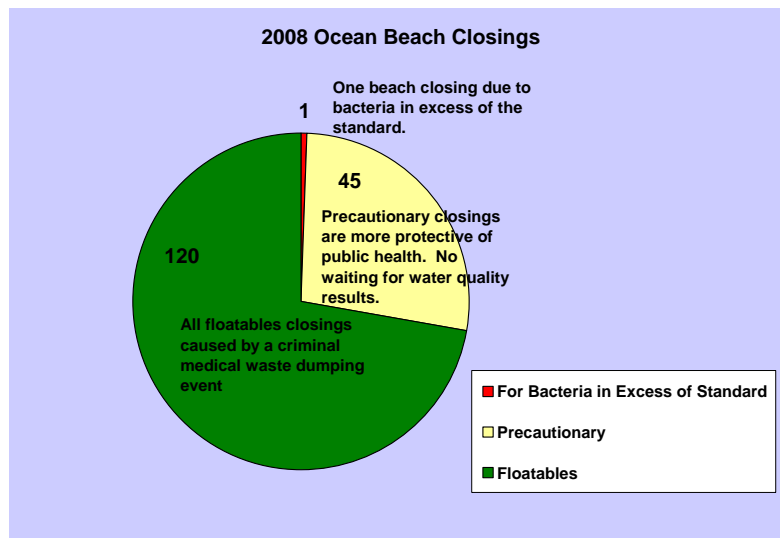 2008 Ocean Beach Closings
One beach closing due to
bacteria in excess of the
standard.
1
45
Precautionary closings
are more protective of
public health. No
waiting for water quality
results.
120
All floatables closings
caused by a criminal
medical waste dumping
event
For Bacteria in Excess of Standard
Precautionary
Floatables